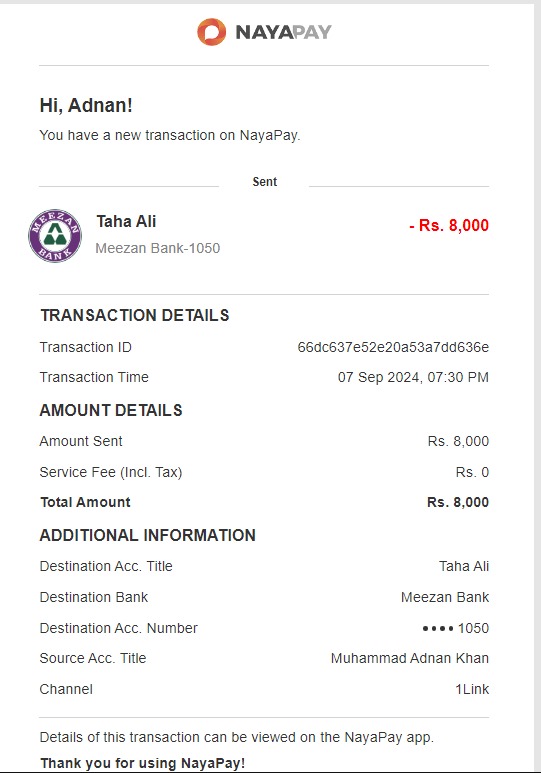 NAYAPAY
Hi, Adnan!
You have a new transaction on NayaPay.
Sent
MEEZAN BANK
Taha Ali
- Rs. 8,000
Meezan Bank-1050
TRANSACTION DETAILS
Transaction ID 66dc637e52e20a53a7dd636e
Transaction Time 07 Sep 2024, 07:30 PM
AMOUNT DETAILS
Amount Sent Rs. 8,000
Service Fee (Incl. Tax) Rs. 0
Total Amount Rs. 8,000
ADDITIONAL INFORMATION
Destination Acc. Title Taha Ali
Destination Bank Meezan Bank
Destination Acc. Number •••• 1050
Source Acc. Title Muhammad Adnan Khan
Channel 1Link
Details of this transaction can be viewed on the NayaPay app.
Thank you for using NayaPay!